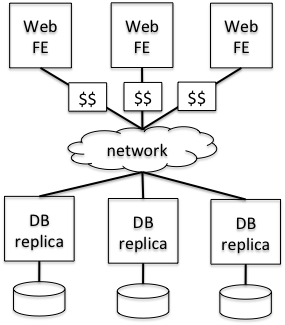 Web Web Web
FE FE FE
$$ $$ $$
network
DB DB DB
replica replica replica